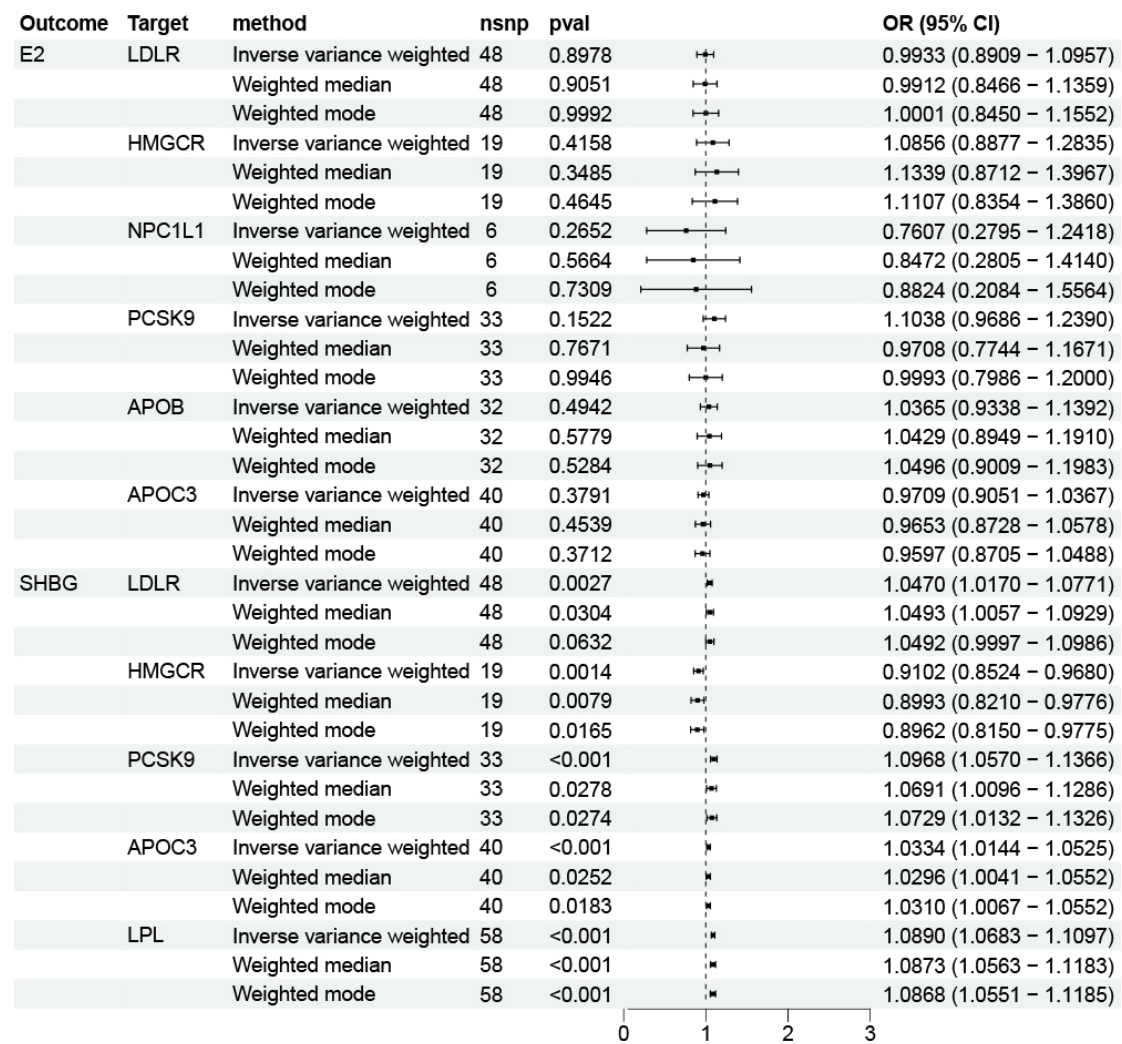 Outcome Target method nsnp pval OR (95% CI)
E2 LDLR Inverse variance weighted 48 0.8978 0.9933 (0.8909 − 1.0957)
Weighted median 48 0.9051 0.9912 (0.8466 − 1.1359)
Weighted mode 48 0.9992 1.0001 (0.8450 − 1.1552)
HMGCR Inverse variance weighted 19 0.4158 1.0856 (0.8877 − 1.2835)
Weighted median 19 0.3485 1.1339 (0.8712 − 1.3967)
Weighted mode 19 0.4645 1.1107 (0.8354 − 1.3860)
NPC1L1 Inverse variance weighted 6 0.2652 0.7607 (0.2795 − 1.2418)
Weighted median 6 0.5664 0.8472 (0.2805 − 1.4140)
Weighted mode 6 0.7309 0.8824 (0.2084 − 1.5564)
PCSK9 Inverse variance weighted 33 0.1522 1.1038 (0.9686 − 1.2390)
Weighted median 33 0.7671 0.9708 (0.7744 − 1.1671)
Weighted mode 33 0.9946 0.9993 (0.7986 − 1.2000)
APOB Inverse variance weighted 32 0.4942 1.0365 (0.9338 − 1.1392)
Weighted median 32 0.5779 1.0429 (0.8949 − 1.1910)
Weighted mode 32 0.5284 1.0496 (0.9009 − 1.1983)
APOC3 Inverse variance weighted 40 0.3791 0.9709 (0.9051 − 1.0367)
Weighted median 40 0.4539 0.9653 (0.8728 − 1.0578)
Weighted mode 40 0.3712 0.9597 (0.8705 − 1.0488)
SHBG LDLR Inverse variance weighted 48 0.0027 1.0470 (1.0170 − 1.0771)
Weighted median 48 0.0304 1.0493 (1.0057 − 1.0929)
Weighted mode 48 0.0632 1.0492 (0.9997 − 1.0986)
HMGCR Inverse variance weighted 19 0.0014 0.9102 (0.8524 − 0.9680)
Weighted median 19 0.0079 0.8993 (0.8210 − 0.9776)
Weighted mode 19 0.0165 0.8962 (0.8150 − 0.9775)
PCSK9 Inverse variance weighted 33 <0.001 1.0968 (1.0570 − 1.1366)
Weighted median 33 0.0278 1.0691 (1.0096 − 1.1286)
Weighted mode 33 0.0274 1.0729 (1.0132 − 1.1326)
APOC3 Inverse variance weighted 40 <0.001 1.0334 (1.0144 − 1.0525)
Weighted median 40 0.0252 1.0296 (1.0041 − 1.0552)
Weighted mode 40 0.0183 1.0310 (1.0067 − 1.0552)
LPL Inverse variance weighted 58 <0.001 1.0890 (1.0683 − 1.1097)
Weighted median 58 <0.001 1.0873 (1.0563 − 1.1183)
Weighted mode 58 <0.001 1.0868 (1.0551 − 1.1185)
0 1 2 3